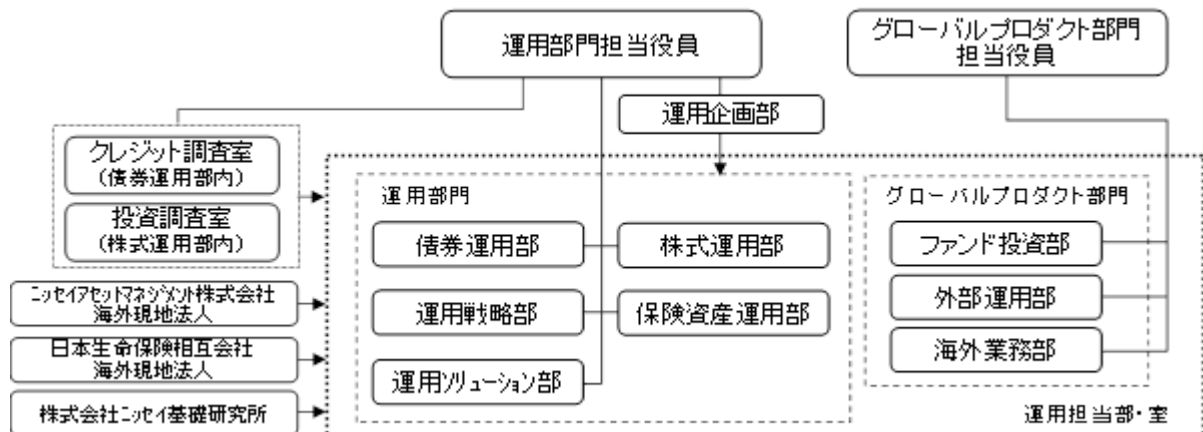 運用部門担当役員
グローバルプロダクト部門
担当役員
運用企画部
クレジット調査室
(債券運用部内)
投資調査室
(株式運用部内)
ニッセイアセットマネジメント株式会社
海外現地法人
日本生命保険相互会社
海外現地法人
株式会社ニッセイ基礎研究所
運用部門
債券運用部
株式運用部
運用戦略部
保険資産運用部
運用ソリューション部
グローバルプロダクト部門
ファンド投資部
外部運用部
海外業務部
運用担当部・室